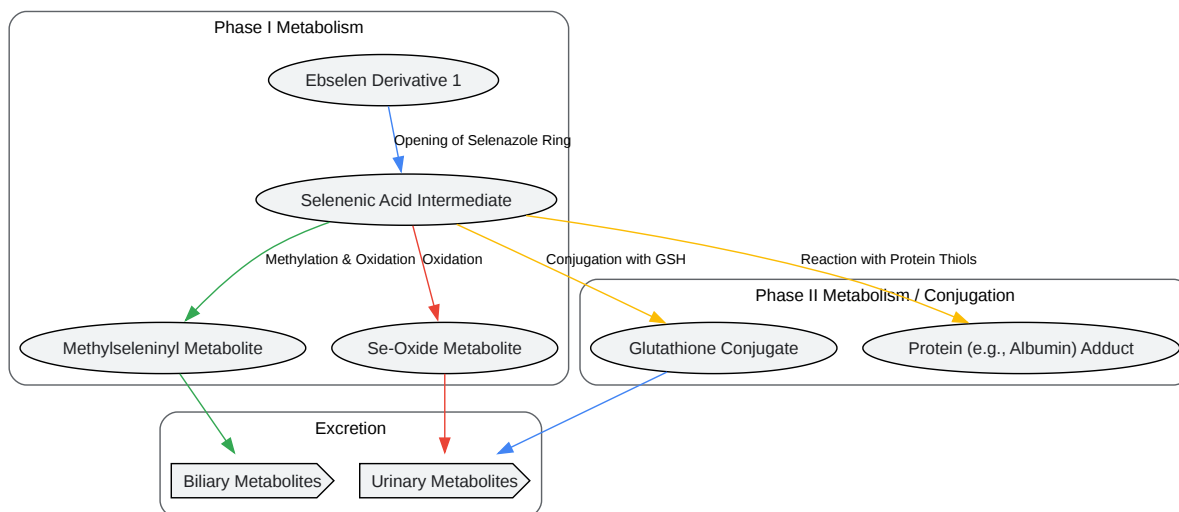 Phase I Metabolism
Ebselen Derivative 1
Opening of Selenazole Ring
Selenenic Acid Intermediate
Methylation & Oxidation
Oxidation
Conjugation with GSH
Reaction with Protein Thiols
Phase II Metabolism / Conjugation
Methylseleninyl Metabolite
Se-Oxide Metabolite
Glutathione Conjugate
Protein (e.g., Albumin) Adduct
Excretion
Biliary Metabolites
Urinary Metabolites